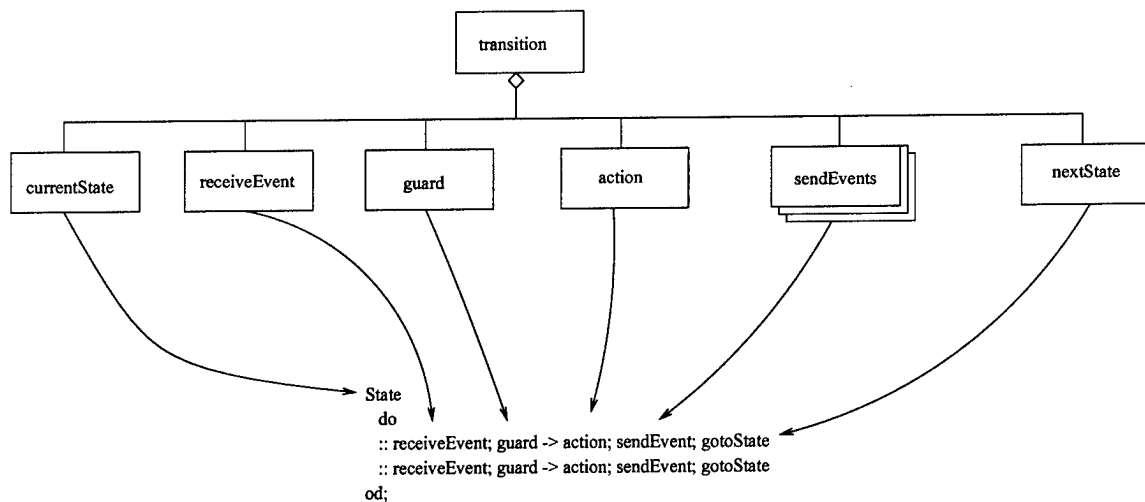 transition
currentState
receiveEvent
guard
action
sendEvents
nextState
State
do
:: receiveEvent; guard -> action; sendEvent; gotoState
:: receiveEvent; guard -> action; sendEvent; gotoState
od;